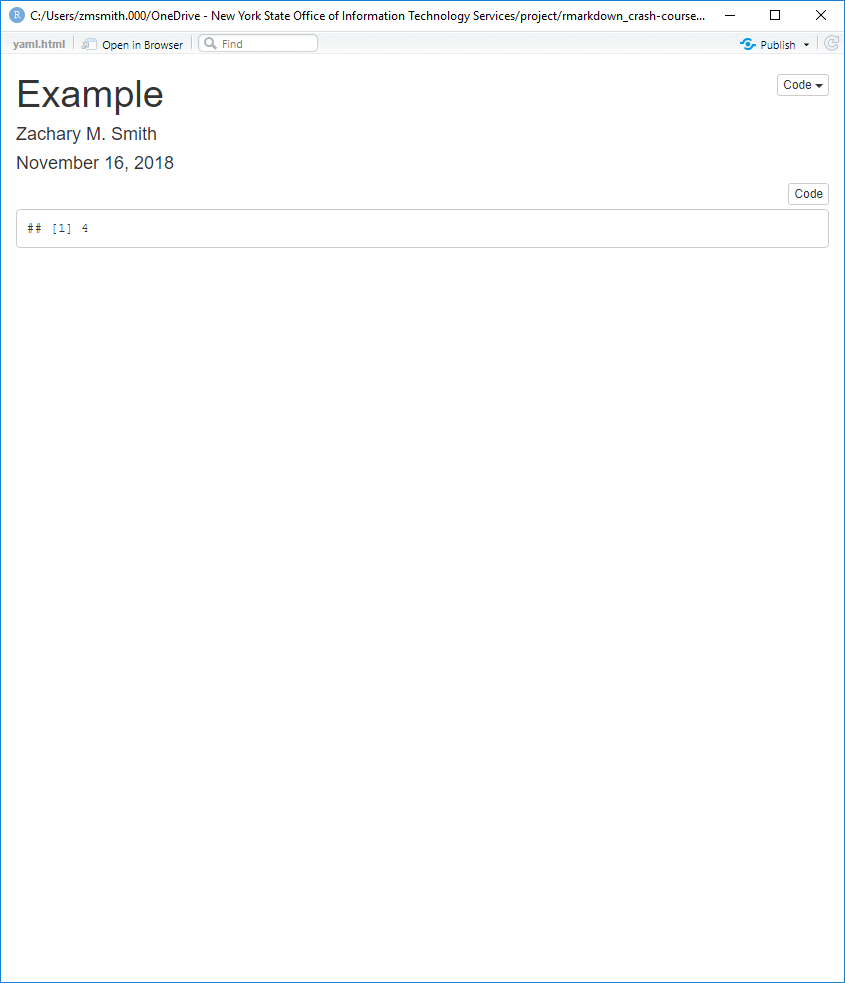 R C:/Users/zmsmith.000/OneDrive - New York State Office of Information Technology Services/project/rmarkdown_crash-course...
yaml.html Open in Browser Find Publish
Example
Code
Zachary M. Smith
November 16, 2018
Code
## [1] 4